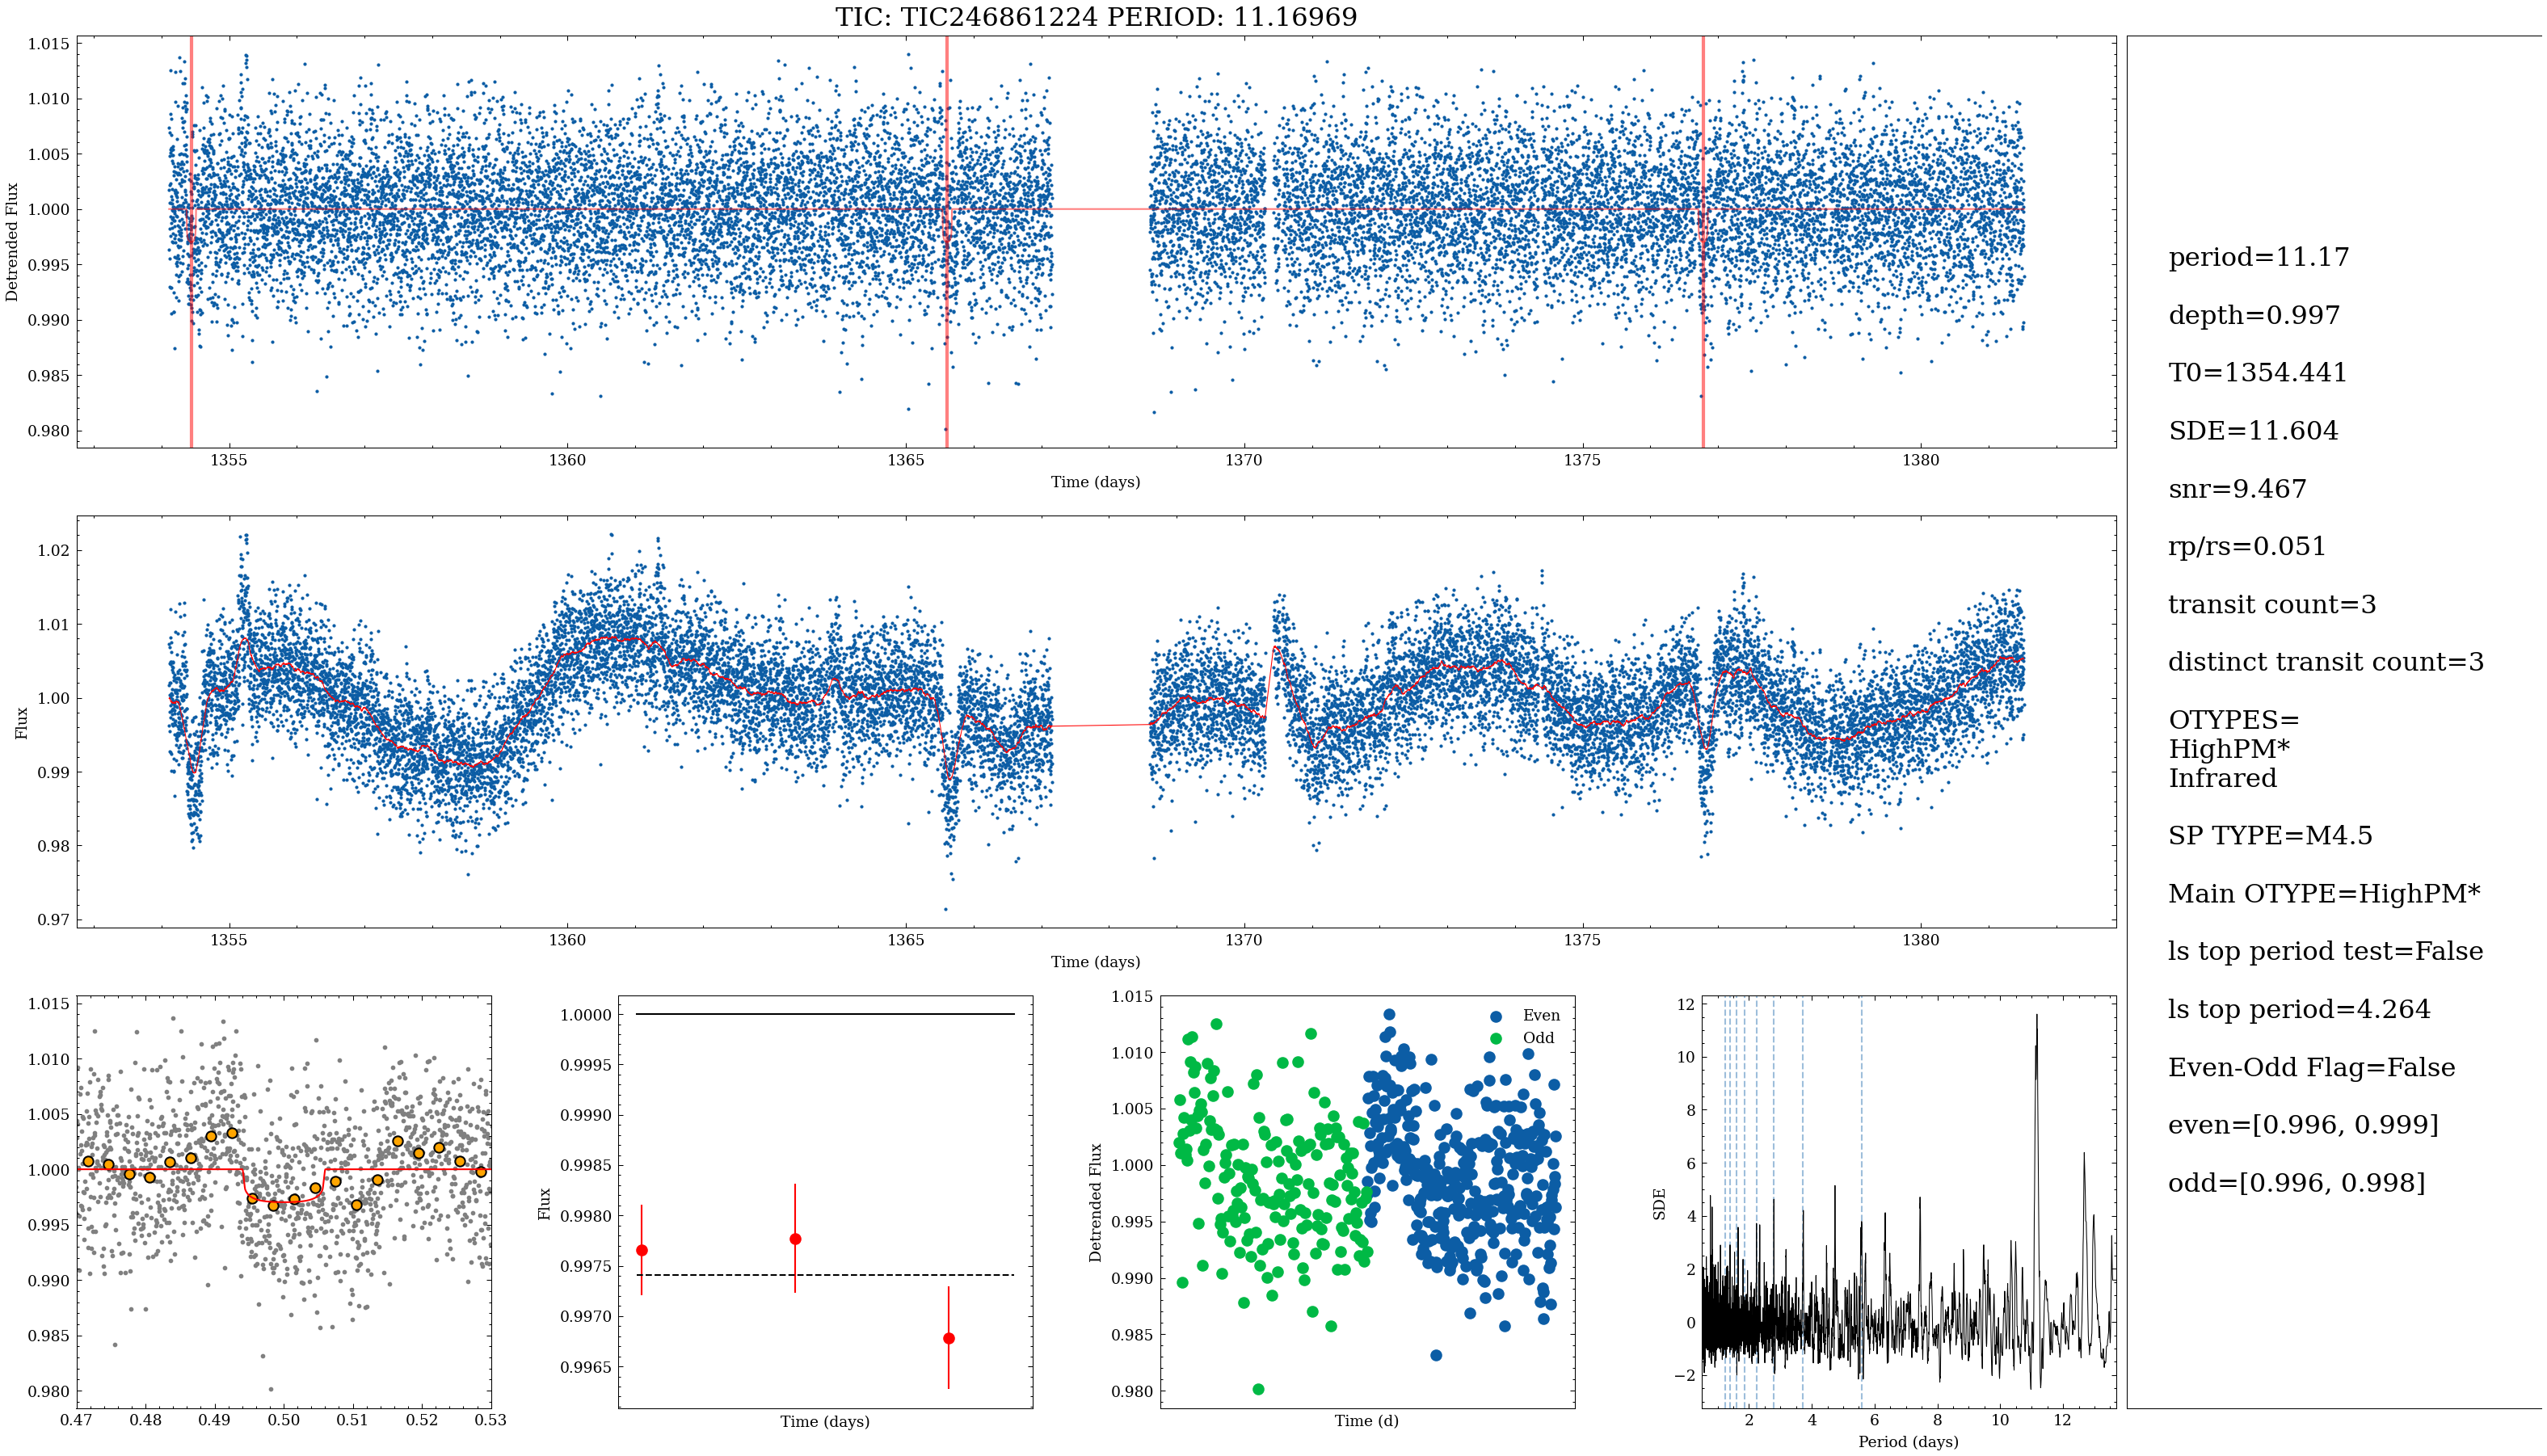 TIC: TIC246861224 PERIOD: 11.16969
1.015
1.010
1.005
1.000
0.995
0.990
0.985
0.980
Detrended Flux
1355
1360
1365
1370
1375
1380
Time (days)
1.02
1.01
1.00
0.99
0.98
0.97
Flux
1355
1360
1365
1370
1375
1380
Time (days)
1.015
1.010
1.005
1.000
0.995
0.990
0.985
0.980
0.47
0.48
0.49
0.50
0.51
0.52
0.53
1.0000
0.9995
0.9990
0.9985
0.9980
0.9975
0.9970
0.9965
Flux
Time (days)
1.015
1.010
1.005
1.000
0.995
0.990
0.985
0.980
Detrended Flux
Time (d)
Even
Odd
12
10
8
6
4
2
0
−2
SDE
2
4
6
8
10
12
Period (days)
period=11.17
depth=0.997
T0=1354.441
SDE=11.604
snr=9.467
rp/rs=0.051
transit count=3
distinct transit count=3
OTYPES=
HighPM*
Infrared
SP TYPE=M4.5
Main OTYPE=HighPM*
ls top period test=False
ls top period=4.264
Even-Odd Flag=False
even=[0.996, 0.999]
odd=[0.996, 0.998]